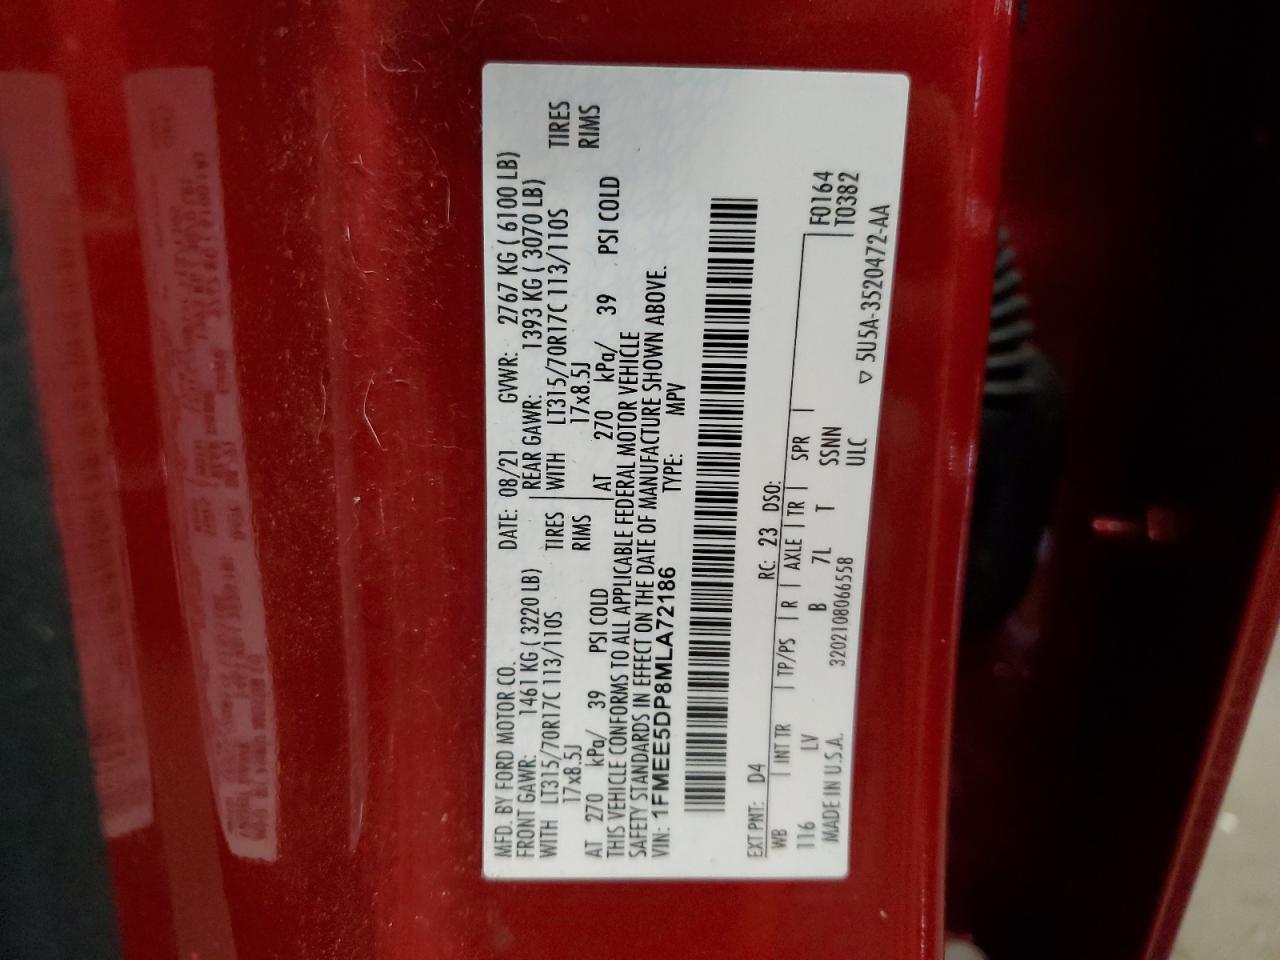 MFD. BY FORD MOTOR CO. DATE: 08/21 GVWR: 2767 KG ( 6100 LB)
FRONT GAWR: 1461 KG ( 3220 LB) REAR GAWR: 1393 KG ( 3070 LB)
WITH LT315/70R17C 113/110S TIRES WITH LT315/70R17C 113/110S TIRES
17x8.5J RIMS 17x8.5J RIMS
AT 270 kPa/ 39 PSI COLD AT 270 kPa/ 39 PSI COLD
THIS VEHICLE CONFORMS TO ALL APPLICABLE FEDERAL MOTOR VEHICLE
SAFETY STANDARDS IN EFFECT ON THE DATE OF MANUFACTURE SHOWN ABOVE.
VIN: 1FMEE5DP8MLA72186 TYPE: MPV
EXT PNT: D4 RC: 23 DSO:
WB INT TR TP/PS R AXLE TR SPR F0164
116 LV B 7L T SSNN T0382
MADE IN U.S.A. 320210806655​8 ULC
▽ 5U5A-3520472-AA